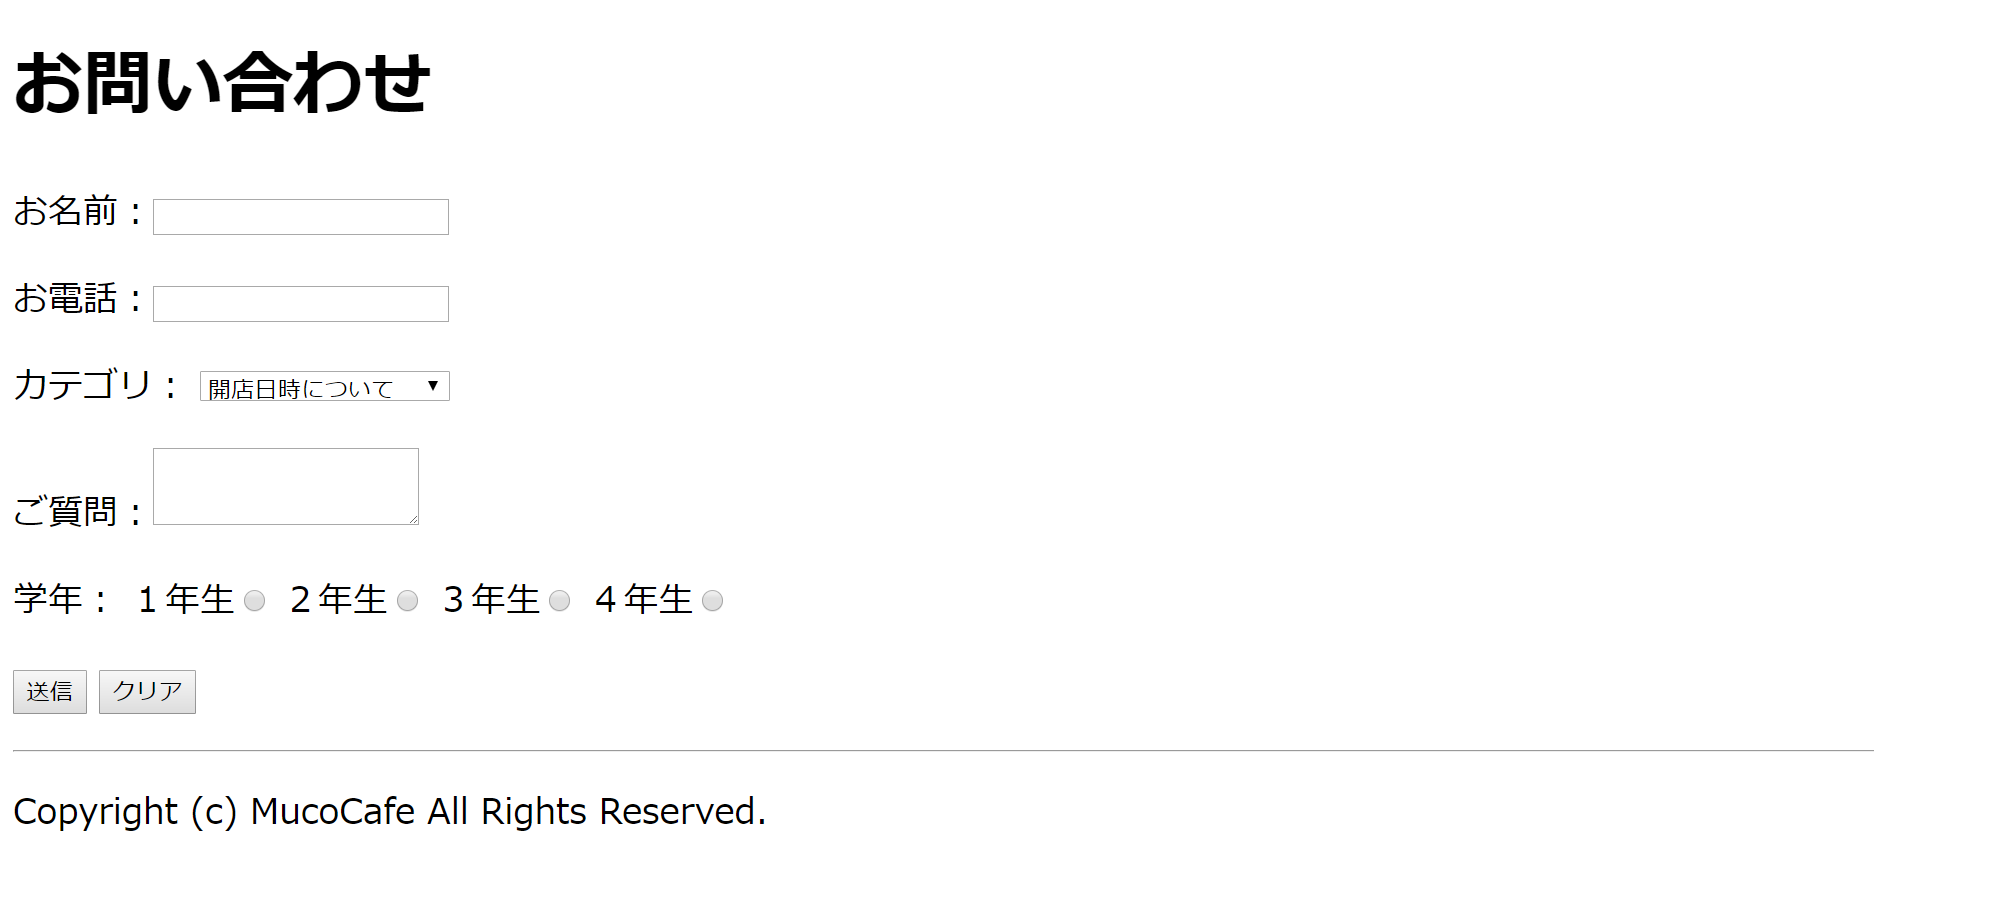 お問い合わせ
お名前：
お電話：
カテゴリ： 開店日時について
ご質問：
学年： １年生 ２年生 ３年生 ４年生
送信 クリア
Copyright (c) MucoCafe All Rights Reserved.